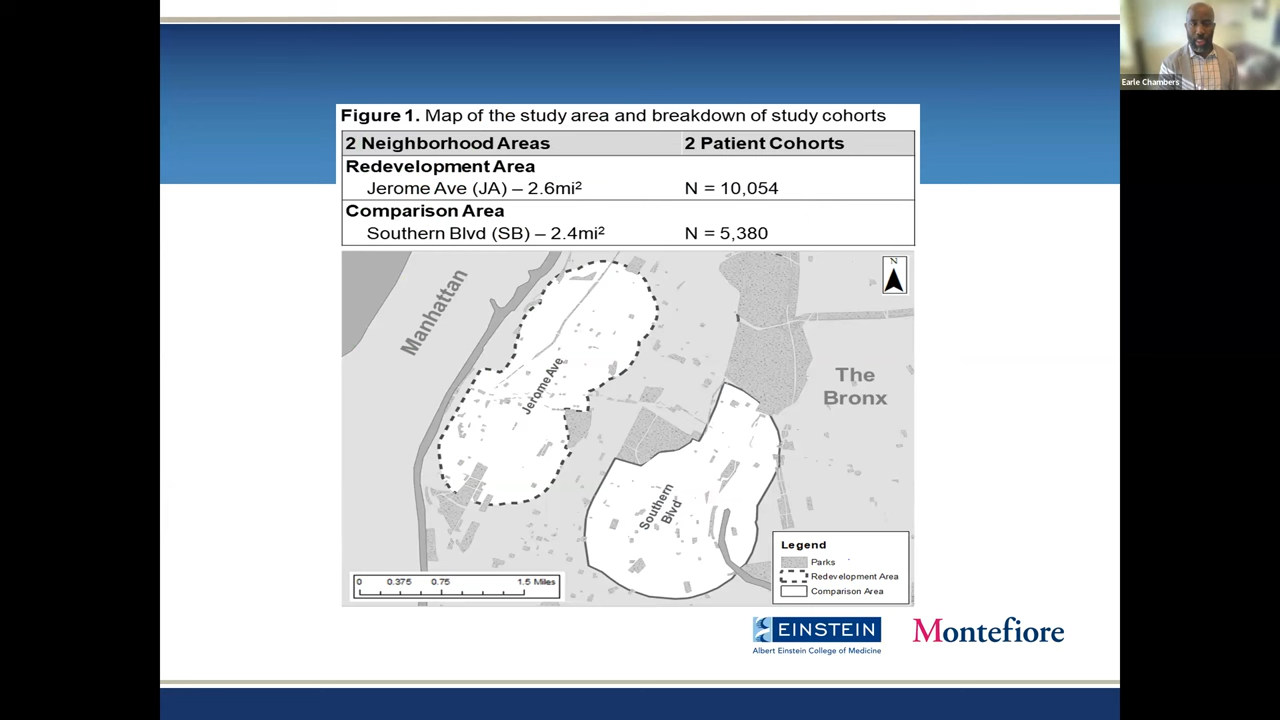 Earle Chambers
Figure 1. Map of the study area and breakdown of study cohorts
2 Neighborhood Areas 2 Patient Cohorts
Redevelopment Area
Jerome Ave (JA) – 2.6mi² N = 10,054
Comparison Area
Southern Blvd (SB) – 2.4mi² N = 5,380
Manhattan
N
Jerome Ave
The
Bronx
Southern
Blvd
Legend
Parks
Redevelopment Area
Comparison Area
0 0.375 0.75 1.5 Miles
EINSTEIN
Albert Einstein College of Medicine
Montefiore